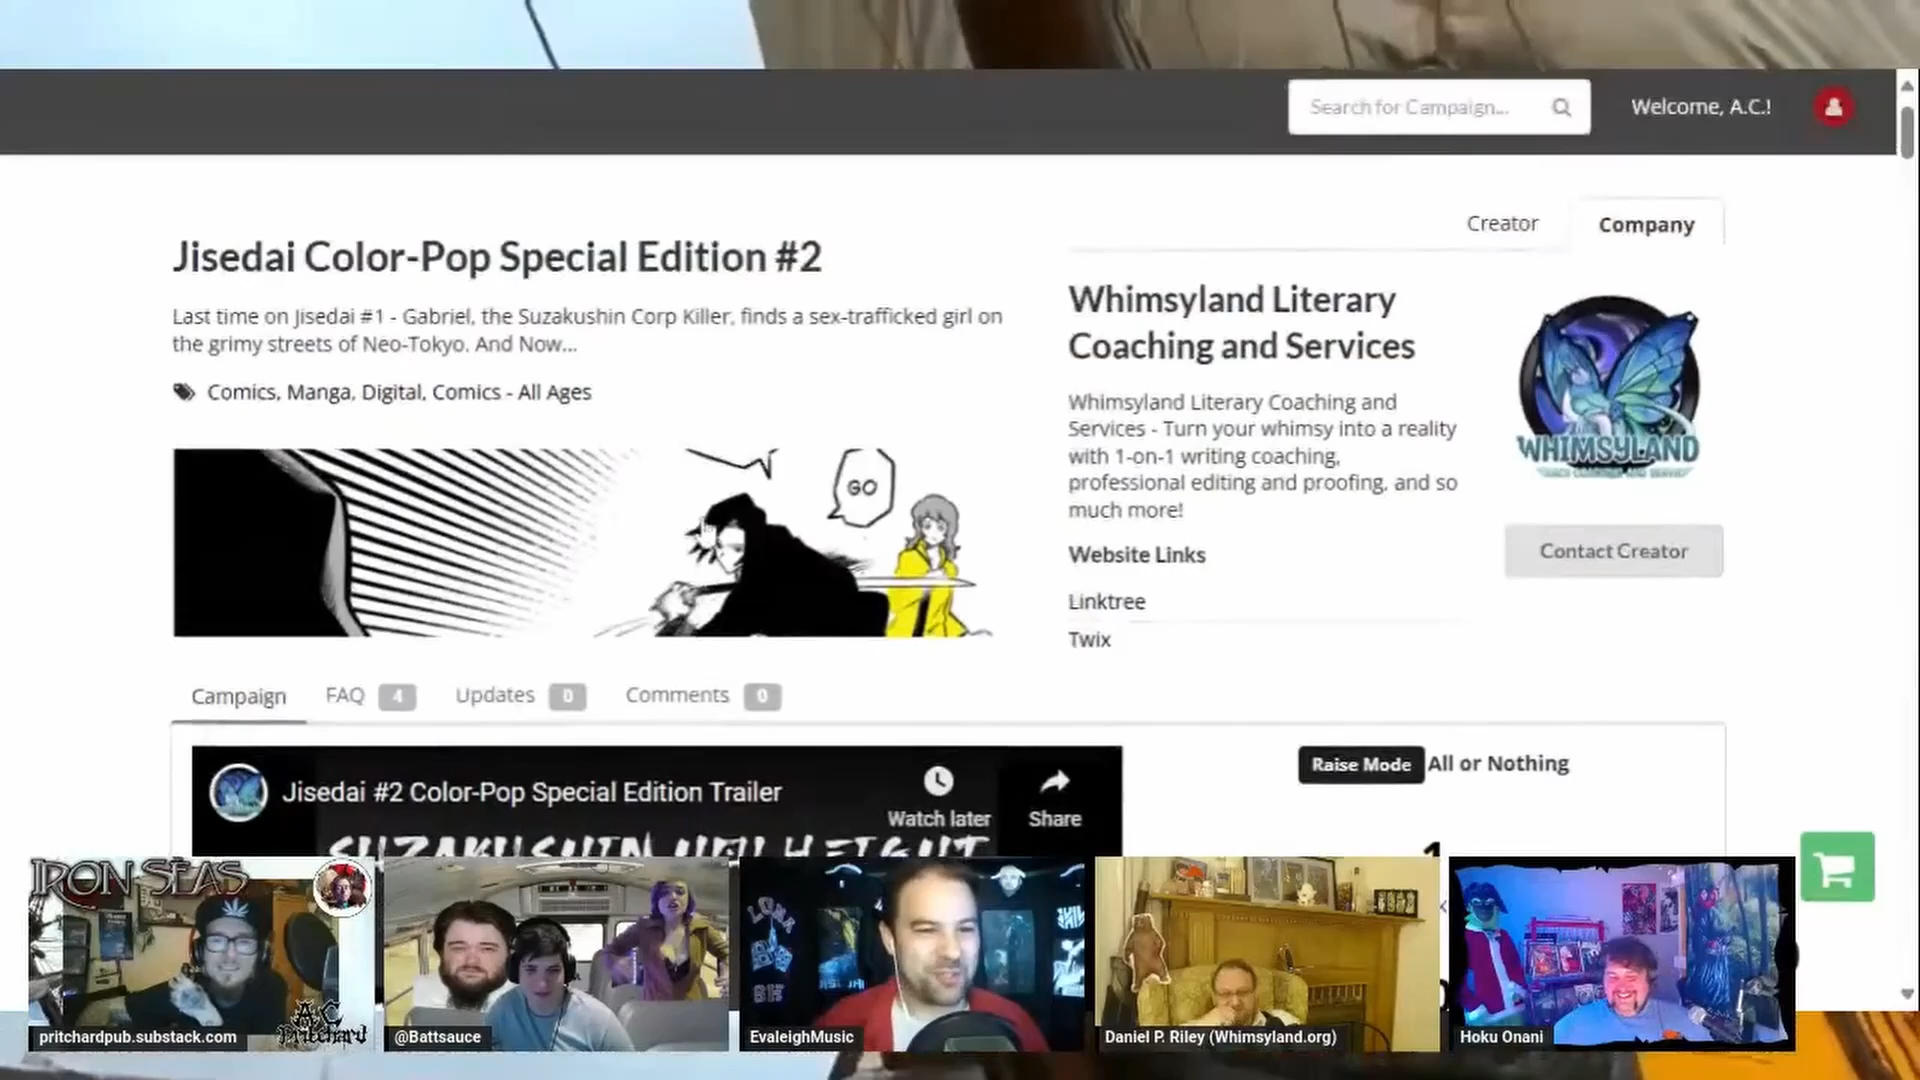 Search for Campaign...
Welcome, A.C.!
Creator
Company
Jisedai Color-Pop Special Edition #2
Last time on Jisedai #1 - Gabriel, the Suzakushin Corp Killer, finds a sex-trafficked girl on
the grimy streets of Neo-Tokyo. And Now...
Comics, Manga, Digital, Comics - All Ages
GO
Whimsyland Literary
Coaching and Services
Whimsyland Literary Coaching and
Services - Turn your whimsy into a reality
with 1-on-1 writing coaching,
professional editing and proofing, and so
much more!
WHIMSYLAND
Contact Creator
Website Links
Linktree
Twix
Campaign
FAQ 4
Updates 0
Comments 0
Jisedai #2 Color-Pop Special Edition Trailer
Watch later
Share
Raise Mode All or Nothing
IRON SEAS
A.C.
Pritchard
pritchardpub.substack.com
@Battsauce
EvaleighMusic
Daniel P. Riley (Whimsyland.org)
Hoku Onani